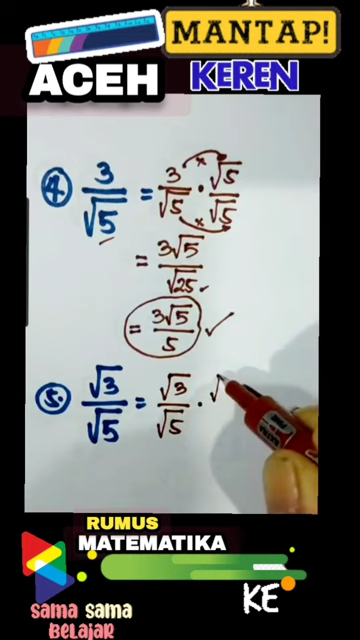 MANTAP!
ACEH KEREN
④ 3/√5 = 3/√5 · √5/√5
= 3√5/√25
= 3√5/5 ✓
⑤ √3/√5 = √3/√5 · √
RUMUS
MATEMATIKA
KE
SAMA SAMA
BELAJAR